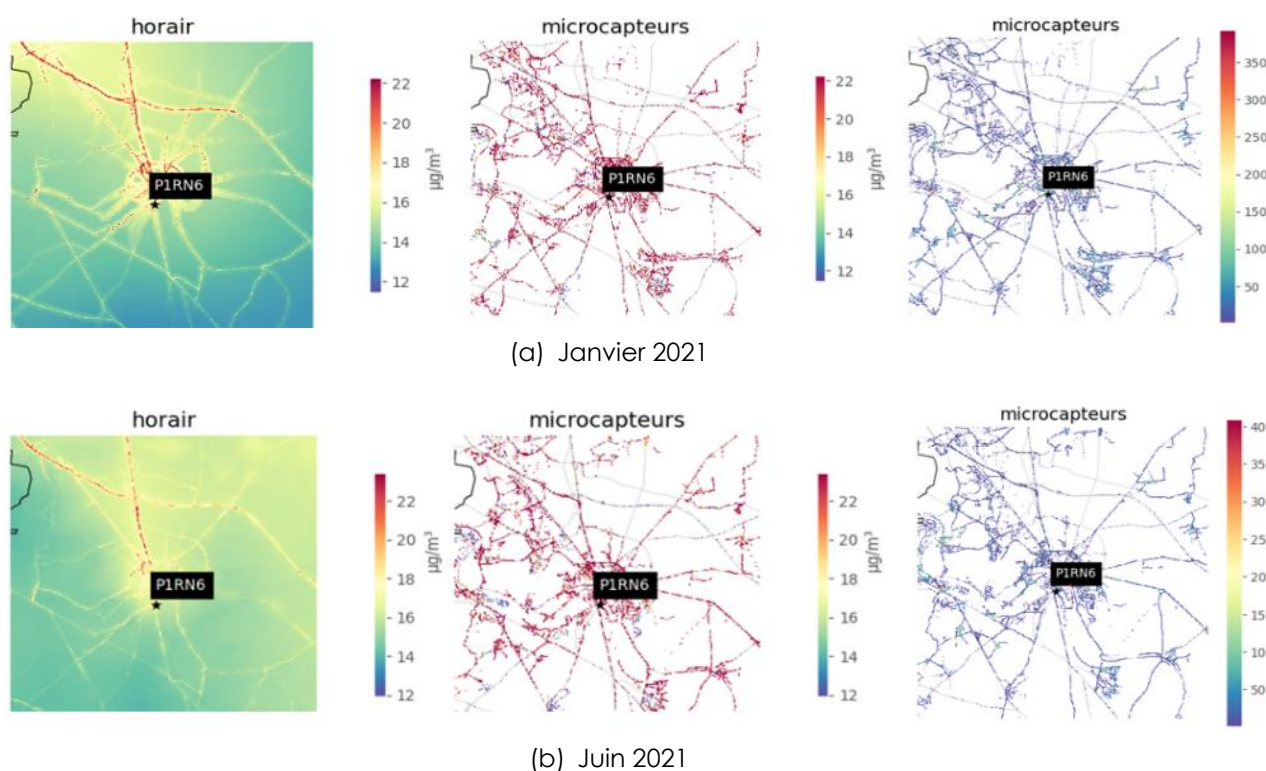 horair
microcapteurs
microcapteurs
22
20
18
16
14
12
µg/m³
22
20
18
16
14
12
µg/m³
350
300
250
200
150
100
50
P1RN6
P1RN6
P1RN6
(a) Janvier 2021
horair
microcapteurs
microcapteurs
22
20
18
16
14
12
µg/m³
22
20
18
16
14
12
µg/m³
40
35
30
25
20
15
10
50
P1RN6
P1RN6
P1RN6
(b) Juin 2021